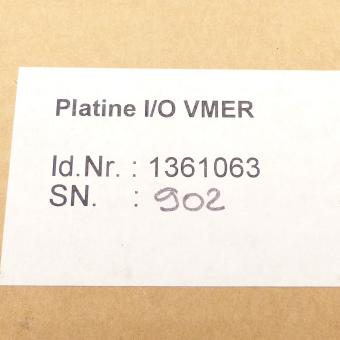 Platine I/O VMER
Id.Nr. : 1361063
SN. : 902